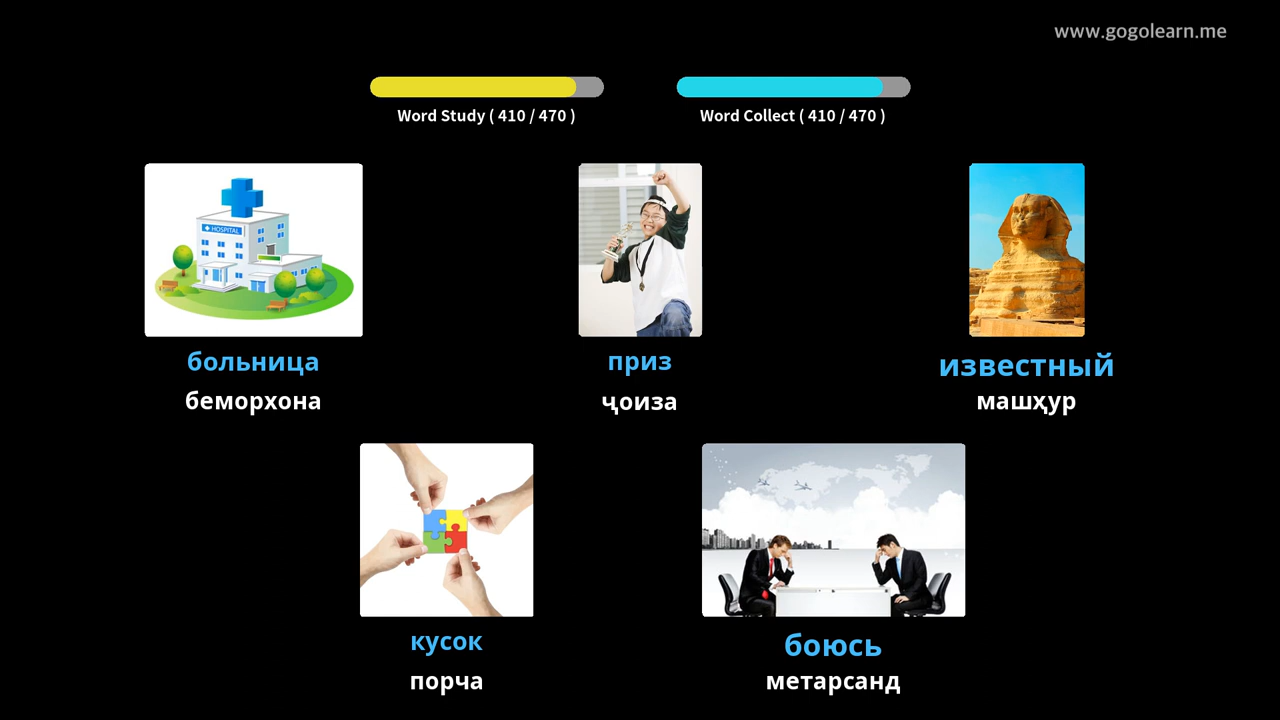 www.gogolearn.me
Word Study ( 410 / 470 )
Word Collect ( 410 / 470 )
HOSPITAL
больница
беморхона
приз
ҷоиза
известный
машҳур
кусок
порча
боюсь
метарсанд